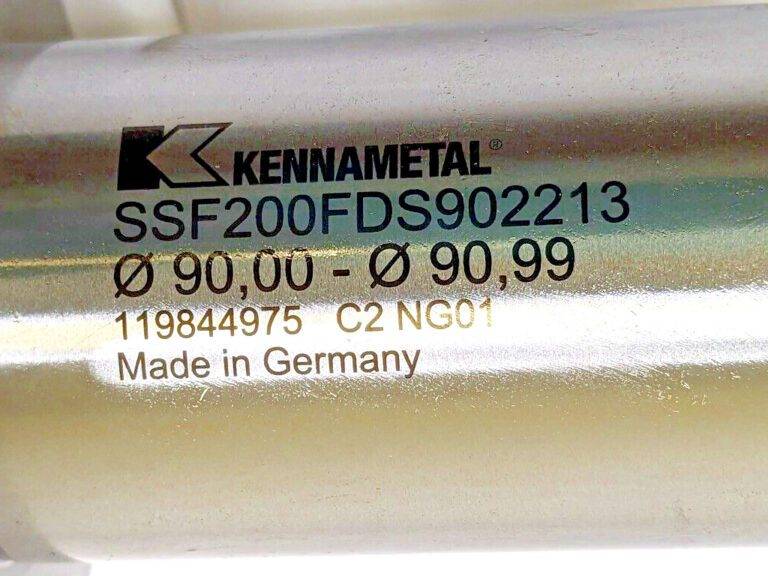 KENNAMETAL®
SSF200FDS902213
Ø 90,00 - Ø 90,99
119844975 C2 NG01
Made in Germany